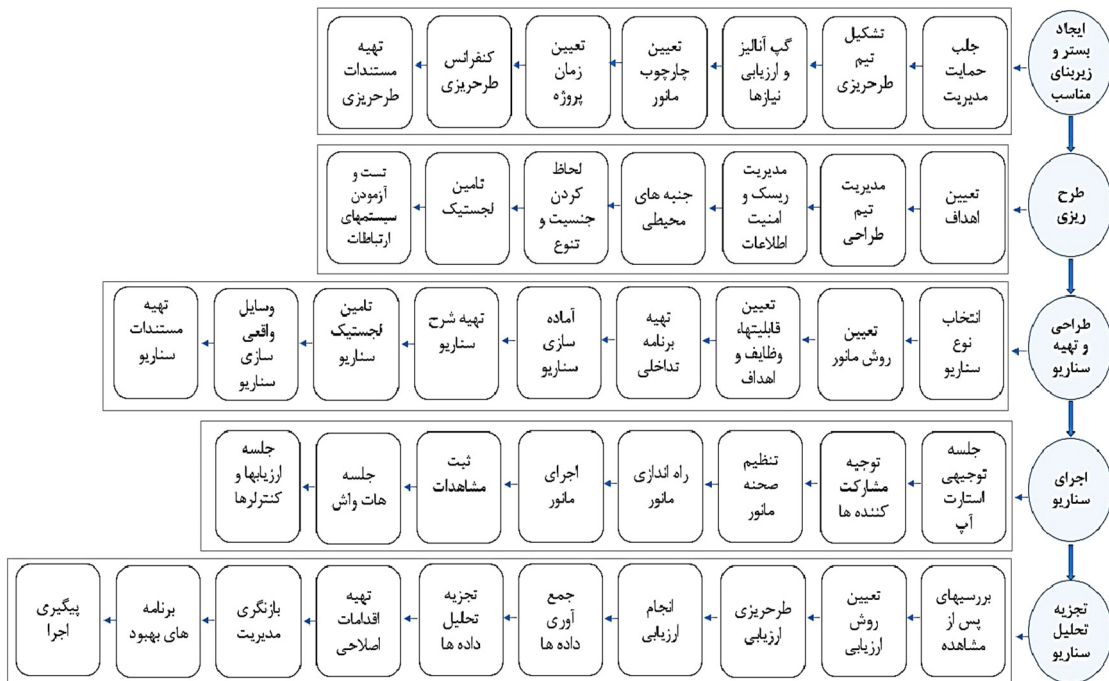 ایجاد
بستر و
زیربنای
مناسب
جلب
حمایت
مدیریت
تشکیل
تیم
طرحریزی
گپ آنالیز
و ارزیابی
نیازها
تعیین
چارچوب
مانور
تعیین
زمان
پروژه
کنفرانس
طرحریزی
تهیه
مستندات
طرحریزی
طرح
ریزی
تعیین
اهداف
مدیریت
تیم
طراحی
مدیریت
ریسک و
امنیت
اطلاعات
جنبه های
محیطی
لحاظ
کردن
جنسیت و
تنوع
تامین
لجستیک
تست و
آزمودن
سیستمهای
ارتباطات
طراحی
و تهیه
سناریو
انتخاب
نوع
سناریو
تعیین
روش مانور
تعیین
قابلیتها،
وظایف و
اهداف
تهیه
برنامه
تداخلی
آماده
سازی
سناریو
تهیه شرح
سناریو
تامین
لجستیک
سناریو
وسایل
واقعی
سازی
سناریو
تهیه
مستندات
سناریو
اجرای
سناریو
جلسه
توجیهی
استارت
آپ
توجیه
مشارکت
کننده ها
تنظیم
صحنه
مانور
راه اندازی
مانور
اجرای
مانور
ثبت
مشاهدات
جلسه
هات واش
جلسه
ارزیابها و
کنترلرها
تجزیه
تحلیل
سناریو
بررسیهای
پس از
مشاهده
تعیین
روش
ارزیابی
طرحریزی
ارزیابی
انجام
ارزیابی
جمع
آوری
داده ها
تجزیه
تحلیل
داده ها
تهیه
اقدامات
اصلاحی
بازنگری
مدیریت
برنامه
های بهبود
پیگیری
اجرا